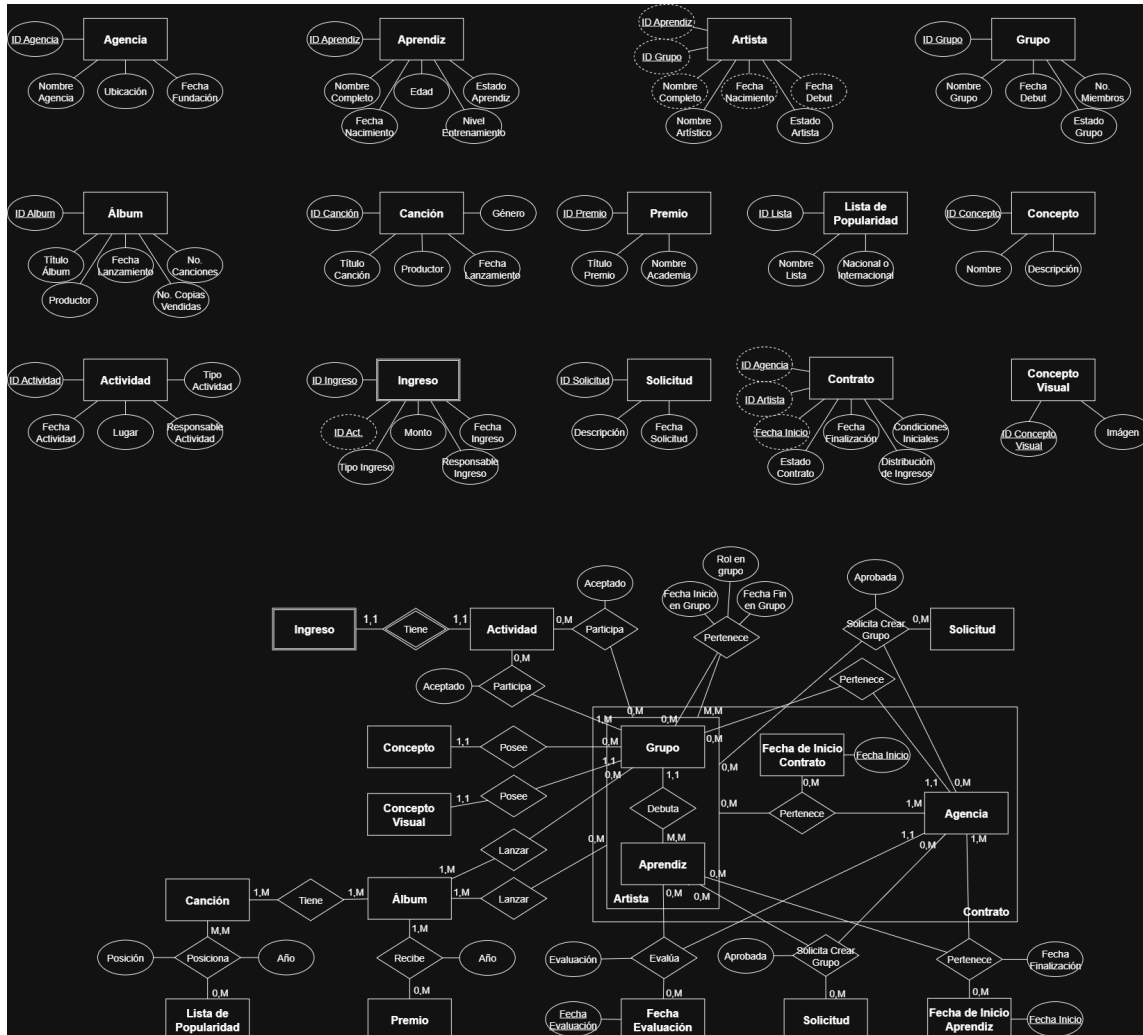 ID Agencia
Agencia
Nombre
Agencia
Ubicación
Fecha
Fundación
ID Aprendiz
Aprendiz
Nombre
Completo
Edad
Estado
Aprendiz
Fecha
Nacimiento
Nivel
Entrenamiento
ID Aprendiz
ID Grupo
Artista
Nombre
Completo
Fecha
Nacimiento
Fecha
Debut
Nombre
Artístico
Estado
Artista
ID Grupo
Grupo
Nombre
Grupo
Fecha
Debut
No.
Miembros
Estado
Grupo
ID Album
Álbum
Título
Álbum
Fecha
Lanzamiento
No.
Canciones
Productor
No. Copias
Vendidas
ID Canción
Canción
Género
Título
Canción
Productor
Fecha
Lanzamiento
ID Premio
Premio
Título
Premio
Nombre
Academia
ID Lista
Lista de
Popularidad
Nombre
Lista
Nacional o
Internacional
ID Concepto
Concepto
Nombre
Descripción
ID Actividad
Actividad
Tipo
Actividad
Fecha
Actividad
Lugar
Responsable
Actividad
ID Ingreso
Ingreso
ID Act.
Monto
Fecha
Ingreso
Tipo Ingreso
Responsable
Ingreso
ID Solicitud
Solicitud
Descripción
Fecha
Solicitud
ID Agencia
ID Artista
Contrato
Fecha Inicio
Fecha
Finalización
Condiciones
Iniciales
Estado
Contrato
Distribución
de Ingresos
Concepto
Visual
ID Concepto
Visual
Imágen
Aceptado
Rol en
grupo
Fecha Inicio
en Grupo
Fecha Fin
en Grupo
Aprobada
Ingreso
1,1
Tiene
1,1
Actividad
0,M
Participa
Pertenece
Solicita Crear
Grupo
0,M
Solicitud
0,M
Aceptado
Participa
Pertenece
1,M
0,M
0,M
M,M
0,M
Concepto
1,1
Posee
0,M
Grupo
0,M
Fecha de Inicio
Contrato
Fecha Inicio
1,1
0,M
1,1
0,M
0,M
1,1
0,M
Concepto
Visual
1,1
Posee
Debuta
0,M
Pertenece
1,M
Agencia
Lanzar
0,M
M,M
1,1
0,M
1,M
Aprendiz
0,M
1,M
Canción
1,M
Tiene
1,M
Álbum
1,M
Lanzar
0,M
0,M
Artista
Contrato
M,M
1,M
Posición
Posiciona
Año
Recibe
Año
Evaluación
Evalúa
Aprobada
Solicita Crear
Grupo
Pertenece
Fecha
Finalización
0,M
0,M
0,M
0,M
0,M
Lista de
Popularidad
Premio
Fecha
Evaluación
Fecha
Evaluación
Solicitud
Fecha de Inicio
Aprendiz
Fecha Inicio